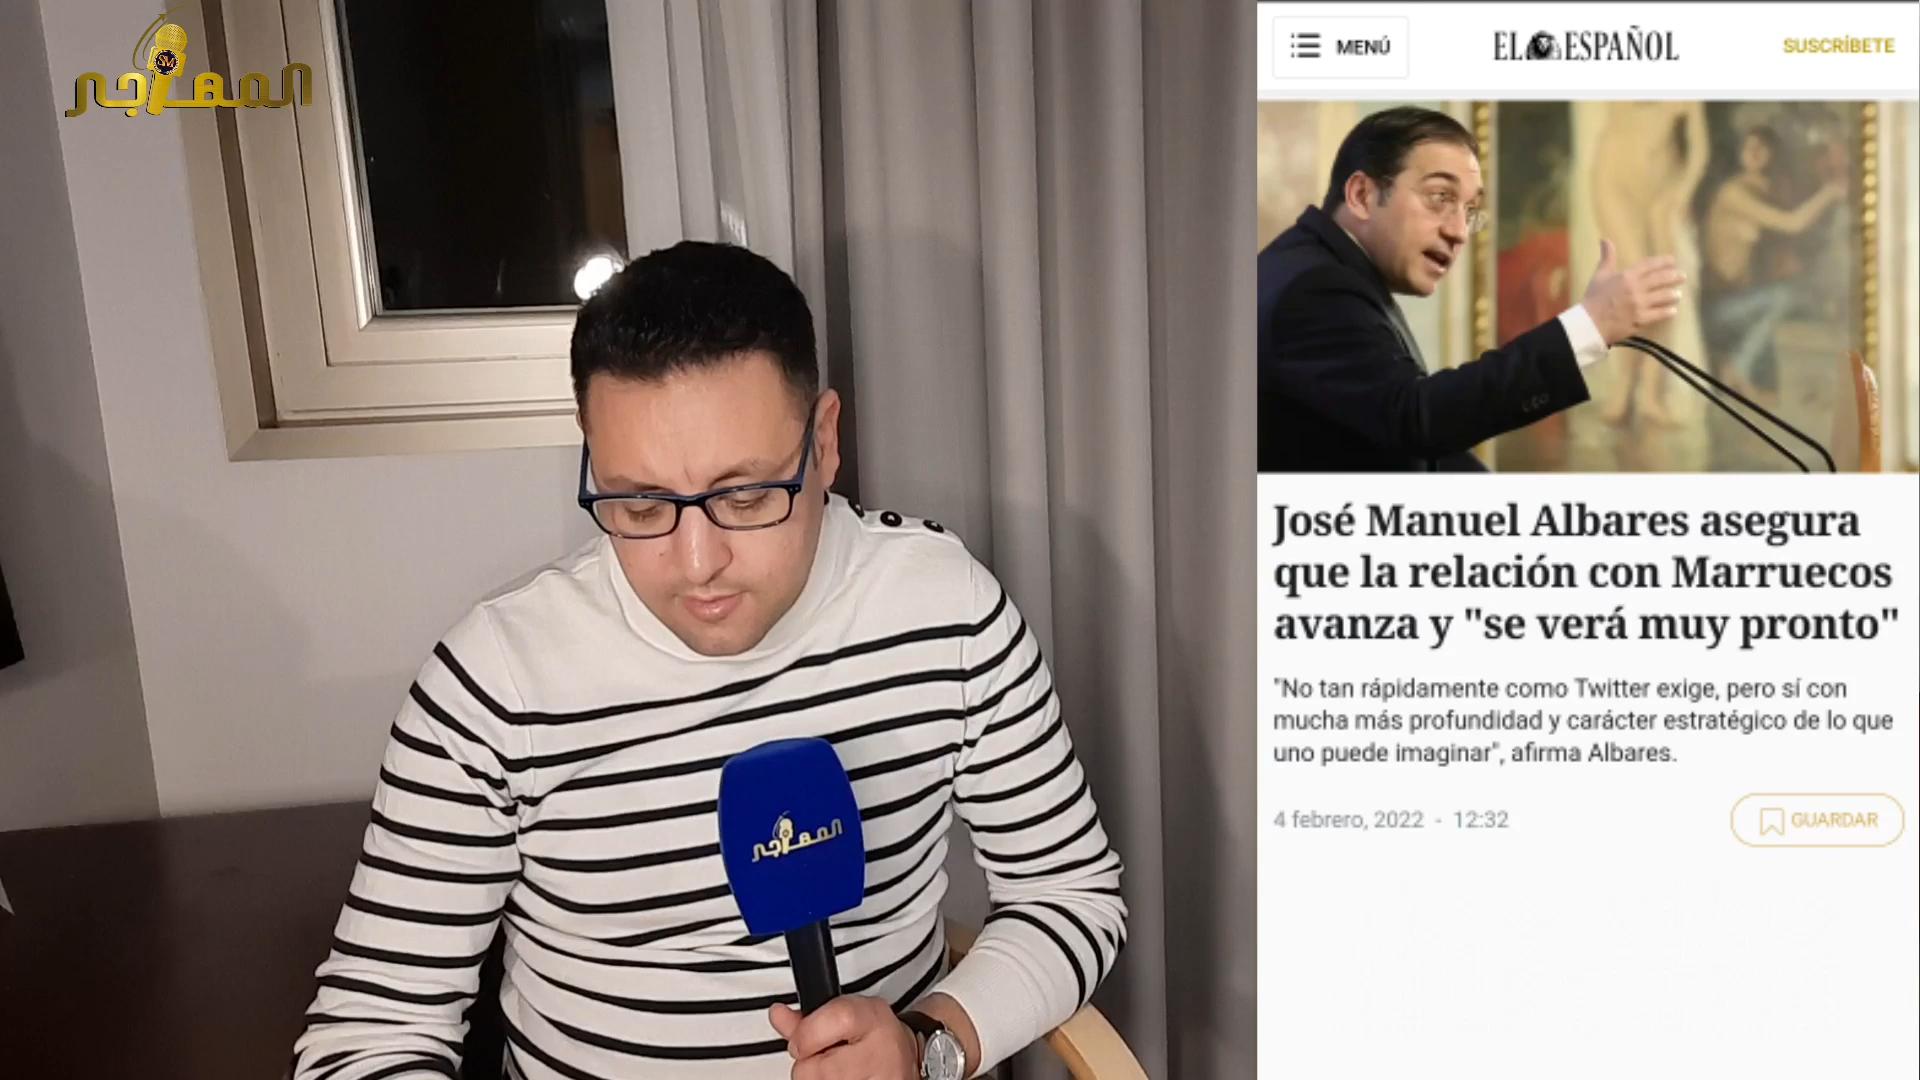 المهاجر
SM
MENÚ
EL ESPAÑOL
SUSCRÍBETE
José Manuel Albares asegura
que la relación con Marruecos
avanza y "se verá muy pronto"
"No tan rápidamente como Twitter exige, pero sí con
mucha más profundidad y carácter estratégico de lo que
uno puede imaginar", afirma Albares.
4 febrero, 2022 - 12:32
GUARDAR
المهاجر